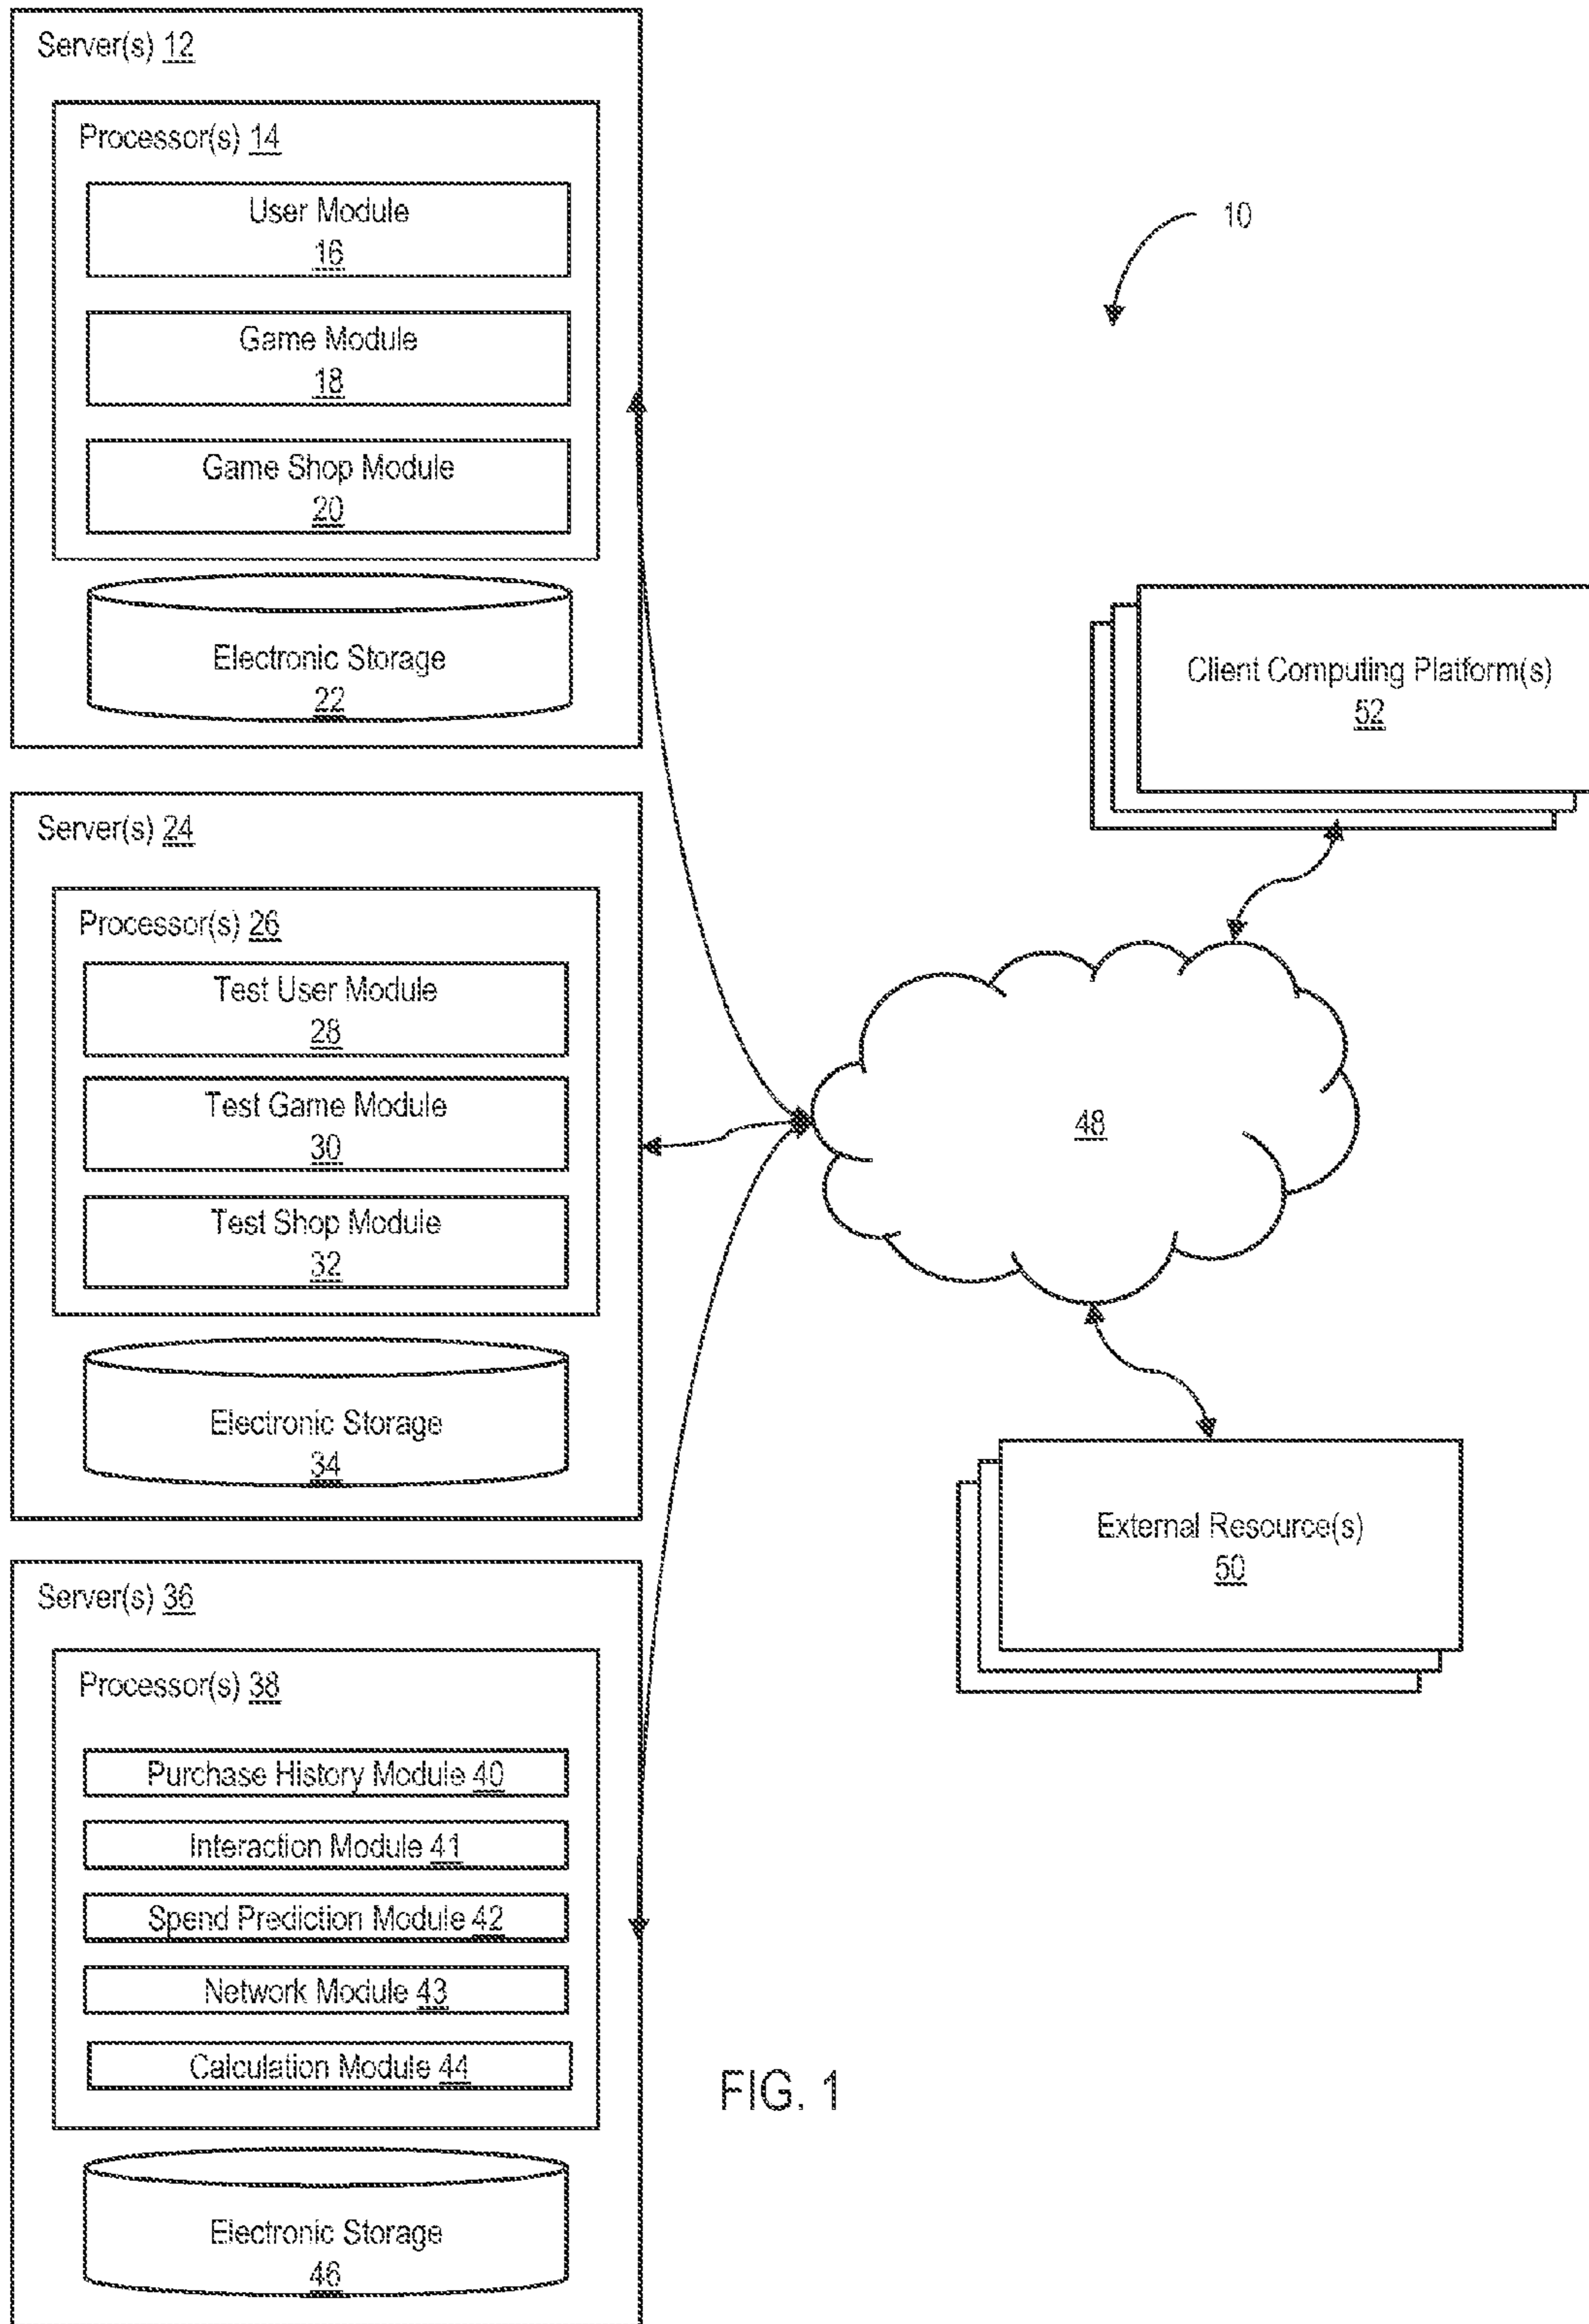 Server(s) 12
Processor(s) 14
User Module
16
Game Module
18
Game Shop Module
20
Electronic Storage
22
Server(s) 24
Processor(s) 26
Test User Module
28
Test Game Module
30
Test Shop Module
32
Electronic Storage
34
Server(s) 36
Processor(s) 38
Purchase History Module 40
Interaction Module 41
Spend Prediction Module 42
Network Module 43
Calculation Module 44
Electronic Storage
46
10
Client Computing Platform(s)
52
48
External Resource(s)
50
FIG. 1